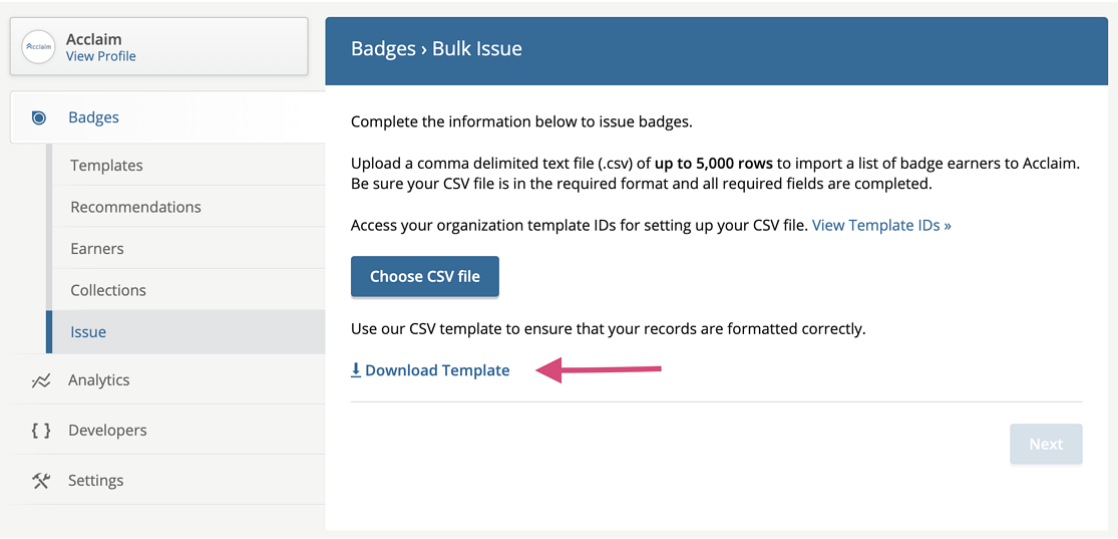 Acclaim
Acclaim
View Profile
Badges
Templates
Recommendations
Earners
Collections
Issue
Analytics
{ } Developers
Settings
Badges › Bulk Issue
Complete the information below to issue badges.
Upload a comma delimited text file (.csv) of up to 5,000 rows to import a list of badge earners to Acclaim.
Be sure your CSV file is in the required format and all required fields are completed.
Access your organization template IDs for setting up your CSV file. View Template IDs »
Choose CSV file
Use our CSV template to ensure that your records are formatted correctly.
Download Template
Next